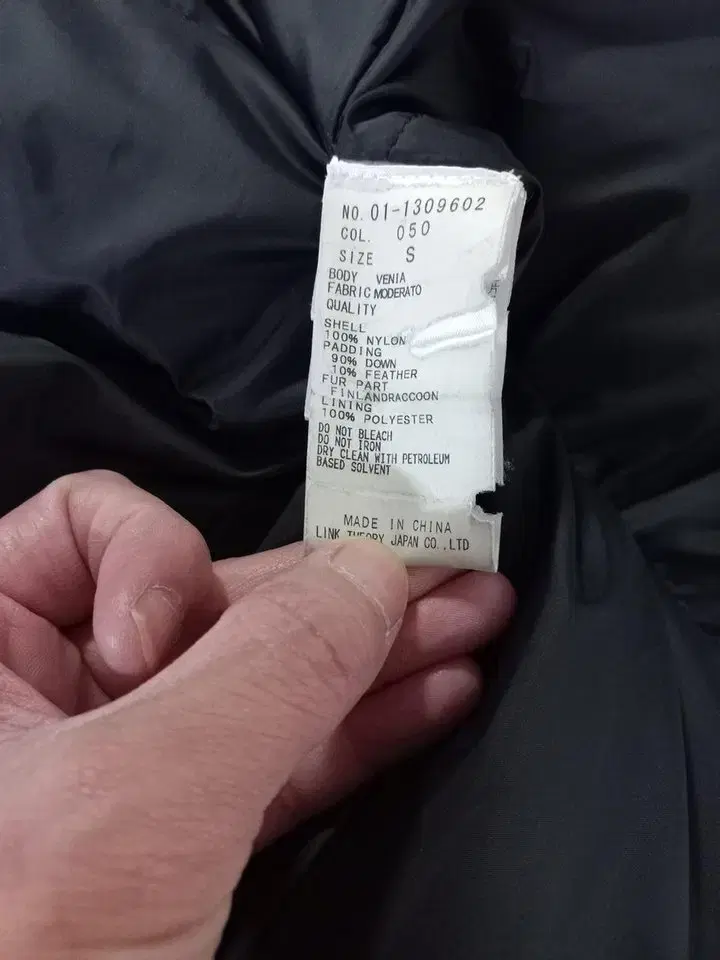 NO. 01-1309602
COL. 050
SIZE S
BODY VENIA
FABRIC MODERATO
QUALITY
SHELL
100% NYLON
PADDING
90% DOWN
10% FEATHER
FUR PART
FINLANDRACCOON
LINING
100% POLYESTER
DO NOT BLEACH
DO NOT IRON
DRY CLEAN WITH PETROLEUM
BASED SOLVENT
MADE IN CHINA
LINK THEORY JAPAN CO.,LTD